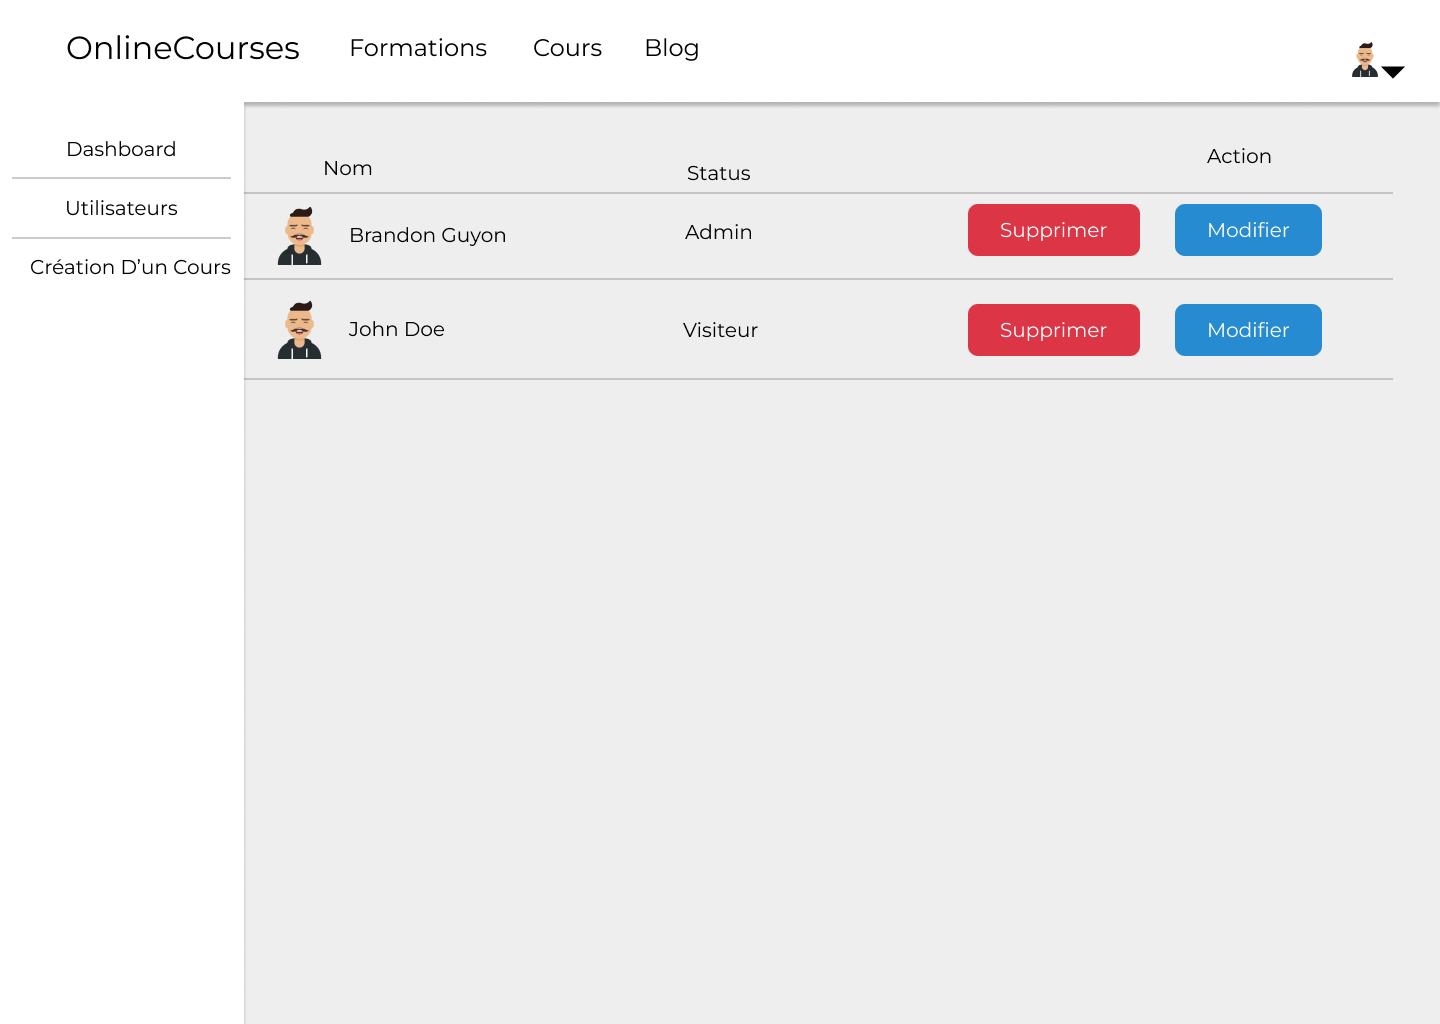 OnlineCourses Formations Cours Blog
Dashboard
Utilisateurs
Création D’un Cours
Nom Status Action
Brandon Guyon Admin Supprimer Modifier
John Doe Visiteur Supprimer Modifier